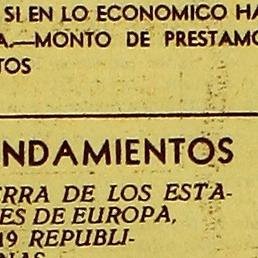 SI EN LO ECONOMICO HA
A.—MONTO DE PRESTAMO
TOS
NDAMIENTOS
ERRA DE LOS ESTA-
ES DE EUROPA,
19 REPUBLI-
NAS